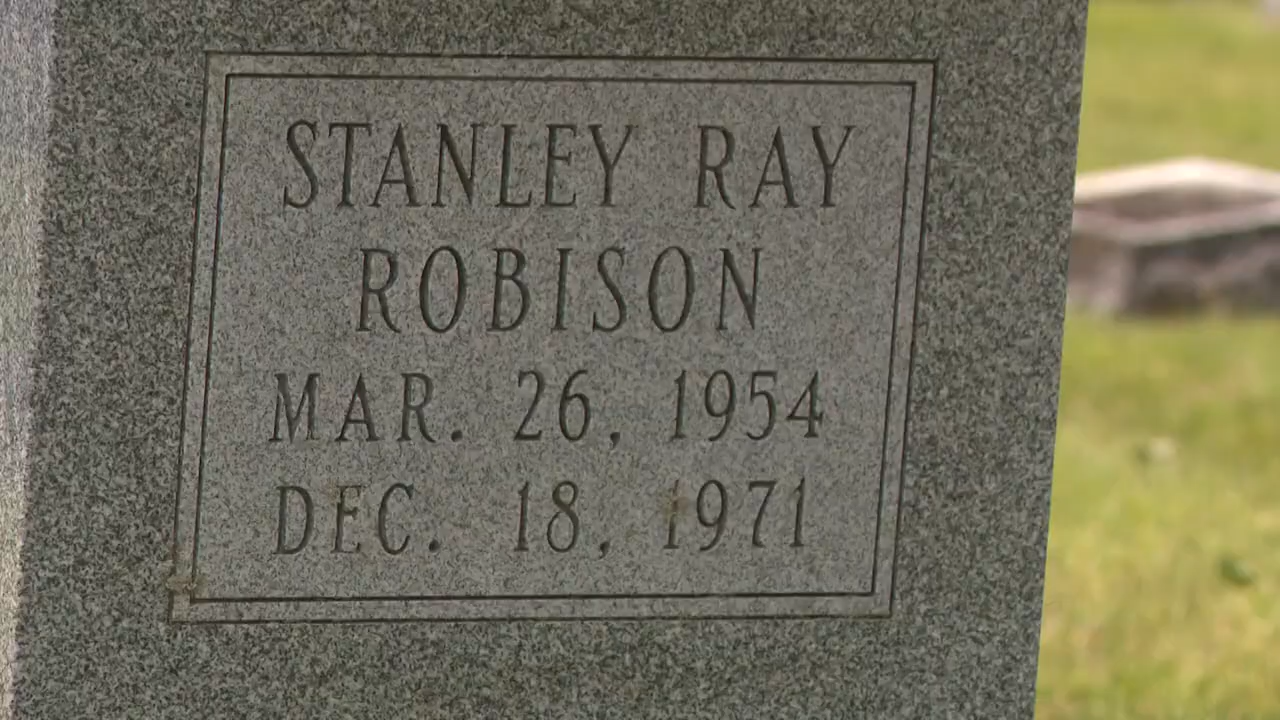 STANLEY RAY
ROBISON
MAR. 26, 1954
DEC. 18, 1971